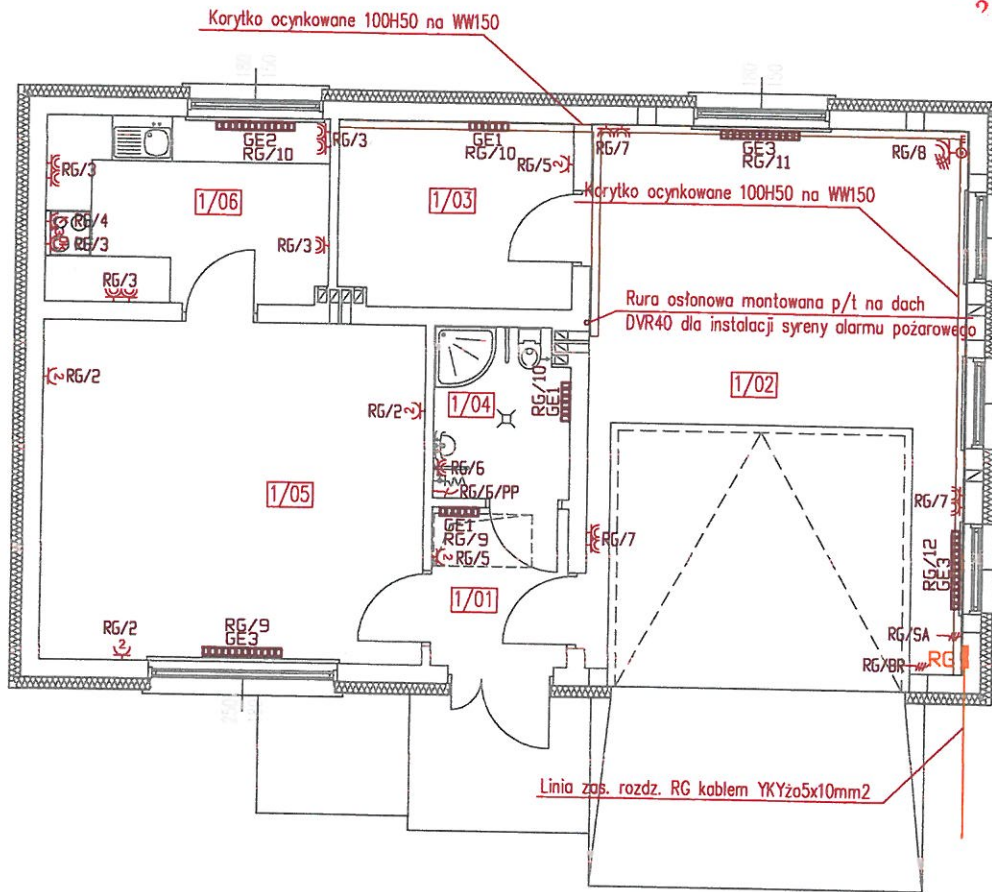 Korytko ocynkowane 100H50 na WW150
180
150
180
150
GE2
RG/10
RG/3
GE1
RG/10
RG/5
RG/7
GE3
RG/11
RG/8
RG/3
1/06
1/03
Korytko ocynkowane 100H50 na WW150
RG/4
RG/3
RG/3
RG/3
Rura osłonowa montowana p/t na dach
DVR40 dla instalacji syreny alarmu pożarowego
RG/2
RG/2
1/04
RG/10
GE1
1/02
RG/6
RG/6/PP
1/05
RG/7
GE1
RG/9
RG/5
RG/7
RG/12
GE3
1/01
RG/2
RG/9
GE3
RG/SA
RG/BR
RG
250
Linia zas. rozdz. RG kablem YKYżo5x10mm2